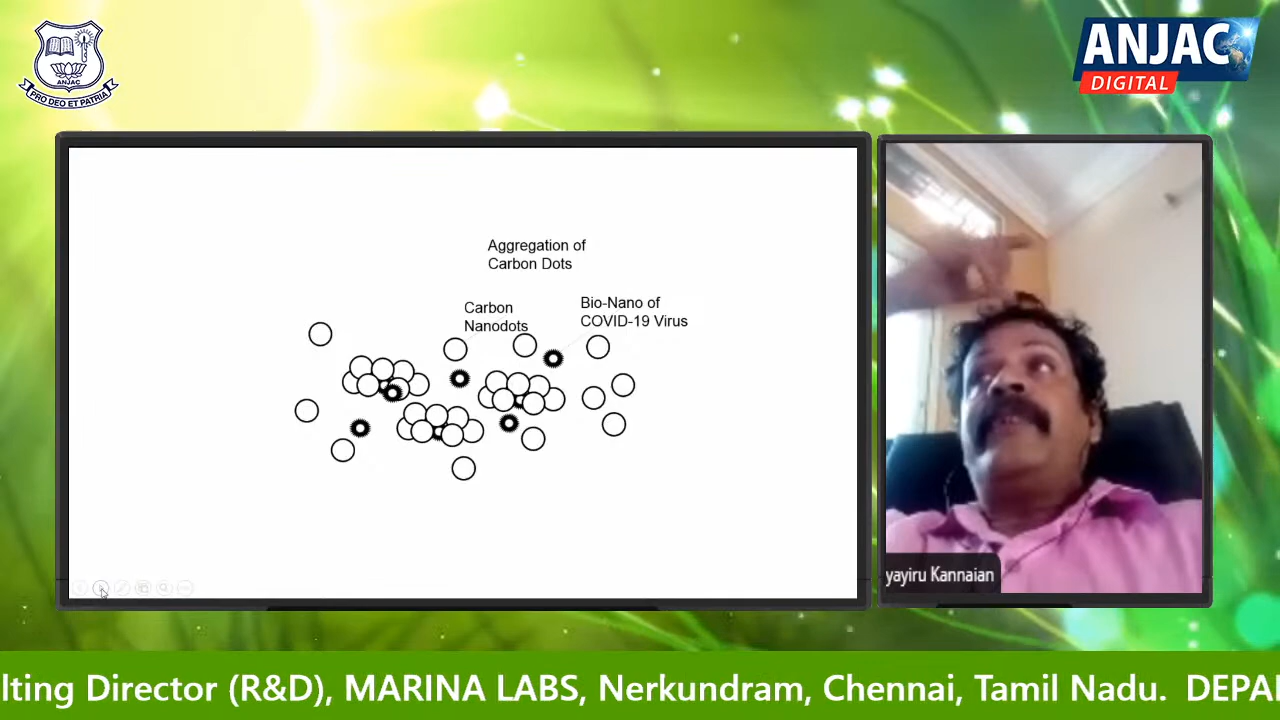 ANJAC
PRO DEO ET PATRIA
ANJAC
DIGITAL
Aggregation of
Carbon Dots
Carbon
Nanodots
Bio-Nano of
COVID-19 Virus
yayiru Kannaian
lting Director (R&D), MARINA LABS, Nerkundram, Chennai, Tamil Nadu. DEPA